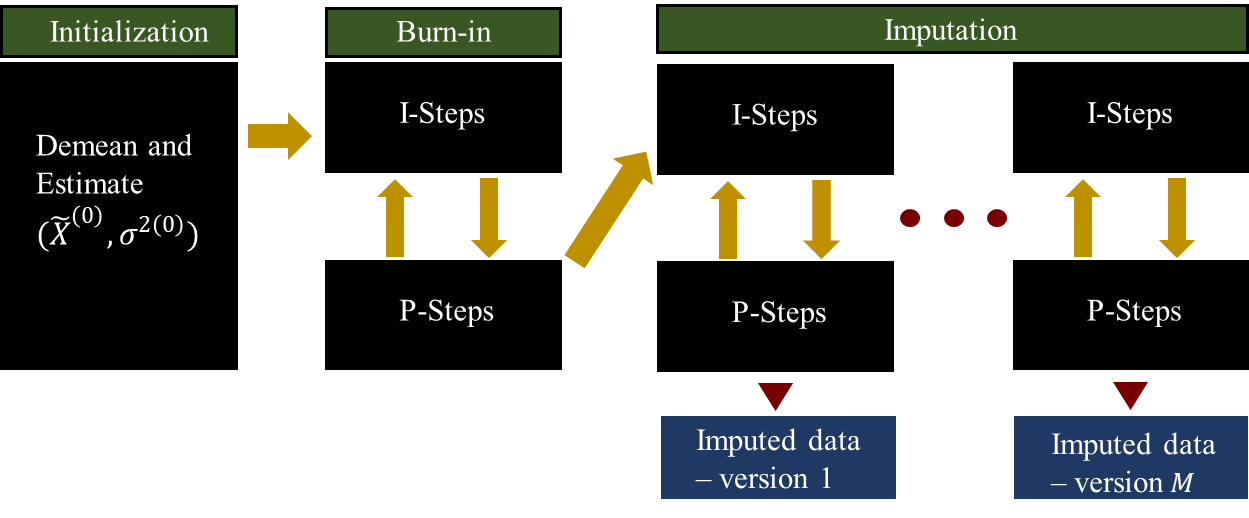 Initialization
Burn-in
Imputation
Demean and
Estimate
(X̃⁽⁰⁾, σ²⁽⁰⁾)
I-Steps
I-Steps
I-Steps
P-Steps
P-Steps
P-Steps
Imputed data
– version 1
Imputed data
– version M